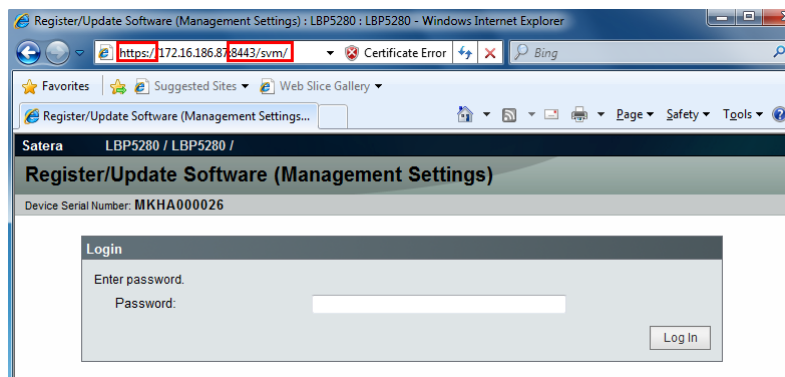 Register/Update Software (Management Settings) : LBP5280 : LBP5280 - Windows Internet Explorer
https://172.16.186.87:8443/svm/ Certificate Error Bing
Favorites Suggested Sites Web Slice Gallery
Register/Update Software (Management Settings... Page Safety Tools
Satera LBP5280 / LBP5280 /
Register/Update Software (Management Settings)
Device Serial Number: MKHA000026
Login
Enter password.
Password:
Log In